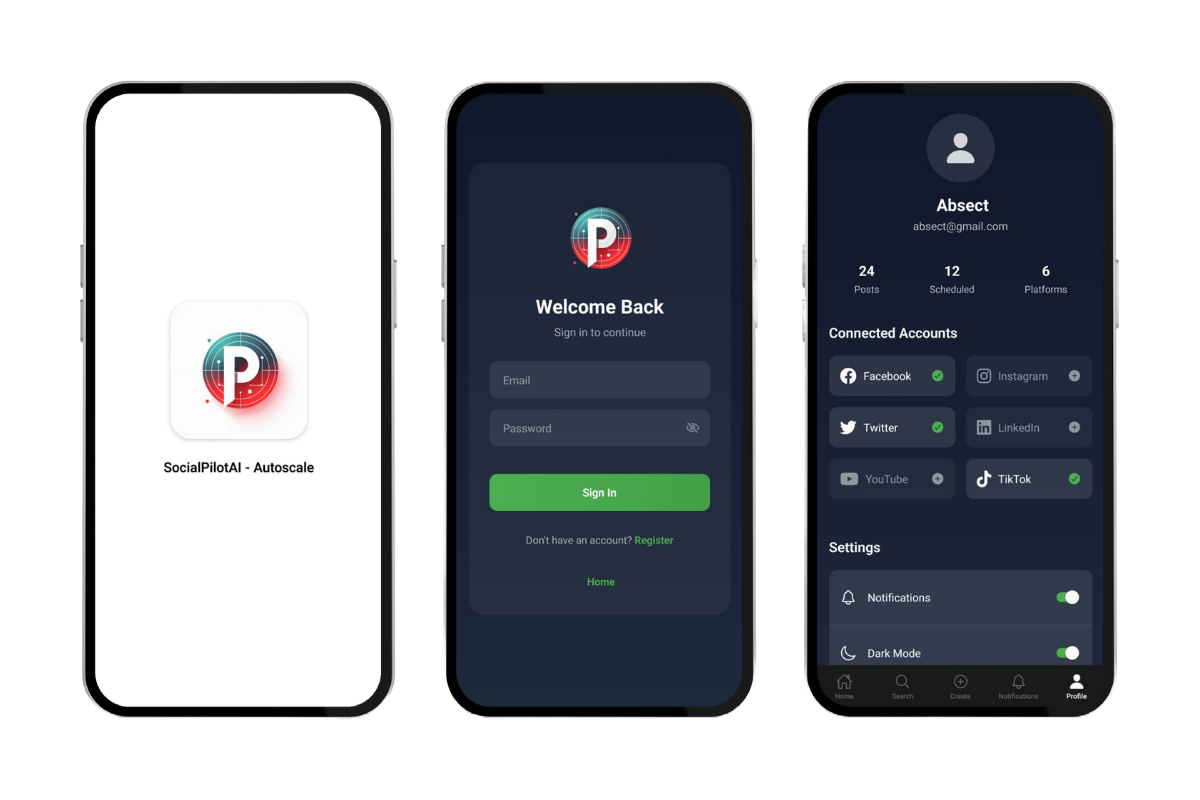 P
SocialPilotAI - Autoscale
P
Welcome Back
Sign in to continue
Email
Password
Sign In
Don't have an account? Register
Home
Absect
absect@gmail.com
24 12 6
Posts Scheduled Platforms
Connected Accounts
Facebook Instagram
Twitter LinkedIn
YouTube TikTok
Settings
Notifications
Dark Mode
Home Search Create Notifications Profile